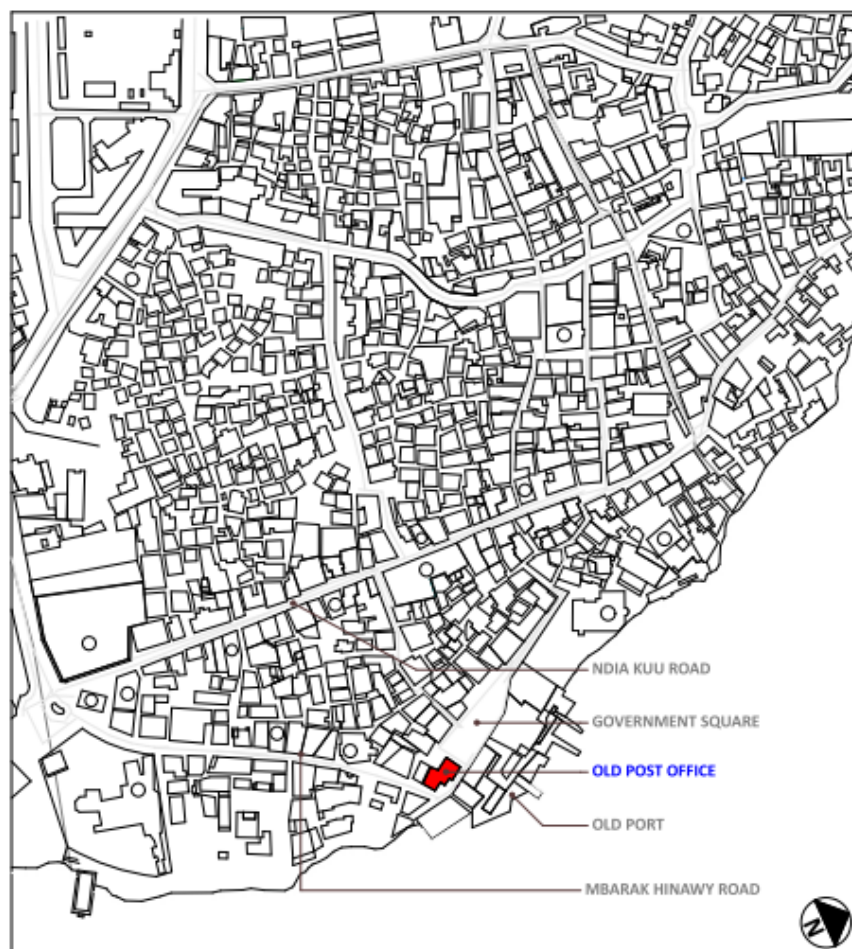 NDIA KUU ROAD
GOVERNMENT SQUARE
OLD POST OFFICE
OLD PORT
MBARAK HINAWY ROAD
N